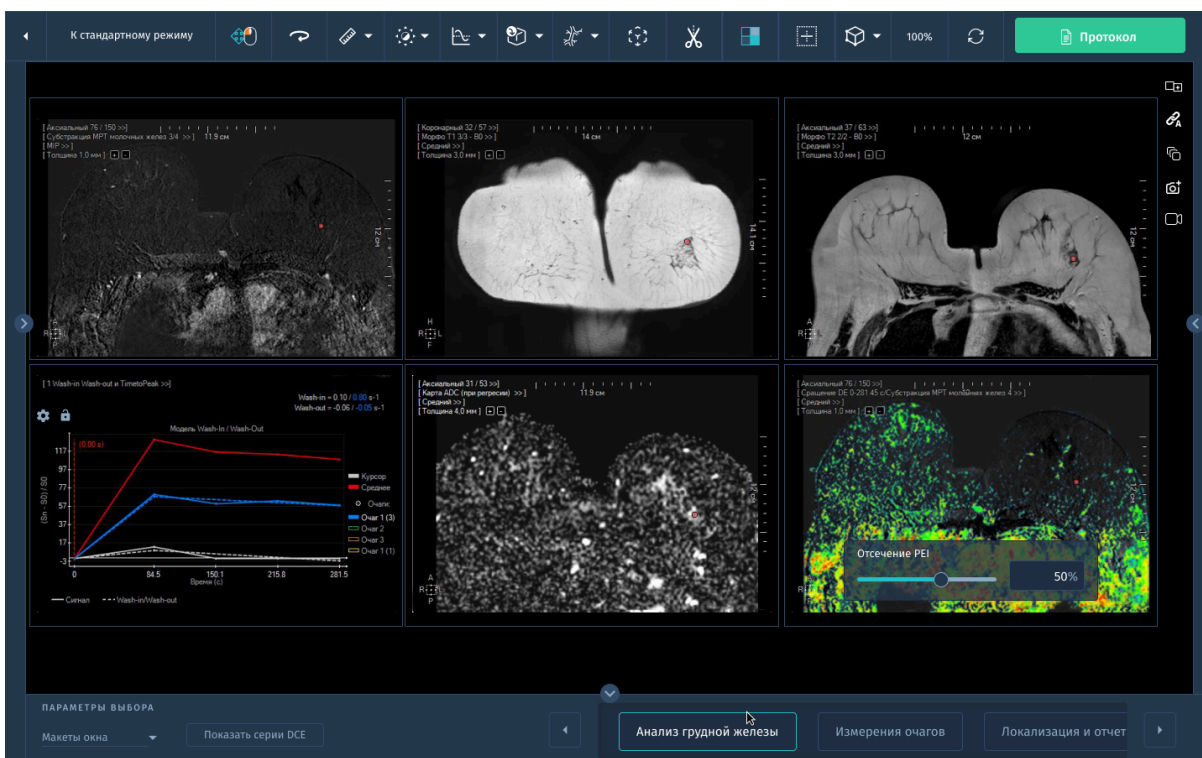 К стандартному режиму
100%
Протокол
[ Аксиальный 76 / 150 >>]
[ Субстракция МРТ молочных желез 3/4 >> ]
11.9 см
[ MIP >> ]
[ Толщина 1.0 мм ]
12 см
R L
[ Коронарный 32 / 57 >>]
[ Морфо T1 3/3 - B0 >> ]
14 см
[ Средний >> ]
[ Толщина 3,0 мм ]
14.1 см
H
R L
F
[ Аксиальный 37 / 63 >>]
[ Морфо T2 2/2 - B0 >> ]
12 см
[ Средний >> ]
[ Толщина 3,0 мм ]
12 см
A
R L
[ 1 Wash-in Wash-out и TimetoPeak >>]
Wash-in = 0.10 / 0.80 s-1
Wash-out = -0.06 / -0.05 s-1
Модель Wash-In / Wash-Out
(0.00 s)
(Sn - S0) / S0
117
97
77
57
37
17
-3
0
84.5
150.1
215.8
281.5
Время (с)
Курсор
Среднее
Очаги:
Очаг 1 (3)
Очаг 2
Очаг 3
Очаг 1 (1)
Сигнал
Wash-in/Wash-out
[ Аксиальный 31 / 53 >>]
[ Карта ADC (при регресии) >> ]
11.9 см
[ Средний >> ]
[ Толщина 4,0 мм ]
12 см
A
R L
P
[ Аксиальный 76 / 150 >>]
[ Сращение DE 0-281.45 с/Субстракция МРТ молочных желез 4 >> ]
[ Средний >> ]
[ Толщина 1.0 мм ]
12 см
Отсечение PEI
50%
A
R
P
ПАРАМЕТРЫ ВЫБОРА
Макеты окна
Показать серии DCE
Анализ грудной железы
Измерения очагов
Локализация и отчет